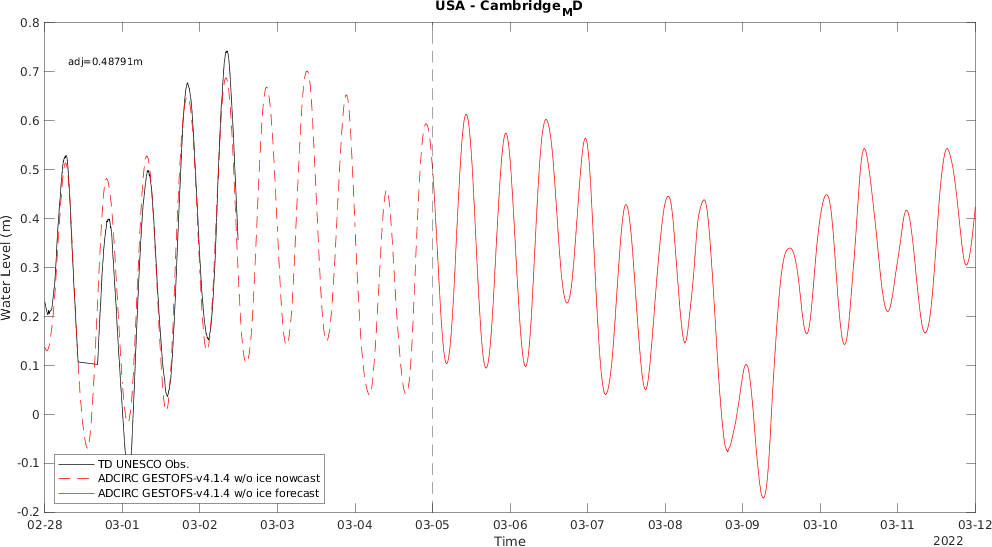 USA - Cambridge_MD
adj=0.48791m
Water Level (m)
0.8
0.7
0.6
0.5
0.4
0.3
0.2
0.1
0
-0.1
-0.2
TD UNESCO Obs.
ADCIRC GESTOFS-v4.1.4 w/o ice nowcast
ADCIRC GESTOFS-v4.1.4 w/o ice forecast
02-28 03-01 03-02 03-03 03-04 03-05 03-06 03-07 03-08 03-09 03-10 03-11 03-12
Time
2022